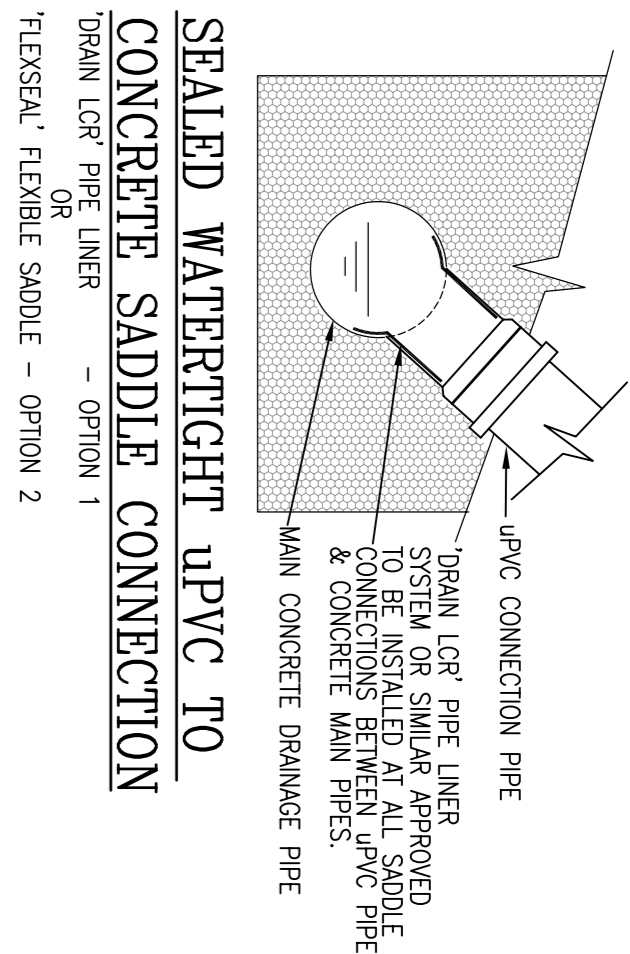 uPVC CONNECTION PIPE
'DRAIN LCR' PIPE LINER
SYSTEM OR SIMILAR APPROVED
TO BE INSTALLED AT ALL SADDLE
CONNECTIONS BETWEEN uPVC PIPE
& CONCRETE MAIN PIPES.
MAIN CONCRETE DRAINAGE PIPE
SEALED WATERTIGHT uPVC TO
CONCRETE SADDLE CONNECTION
'DRAIN LCR' PIPE LINER - OPTION 1
OR
'FLEXSEAL' FLEXIBLE SADDLE - OPTION 2